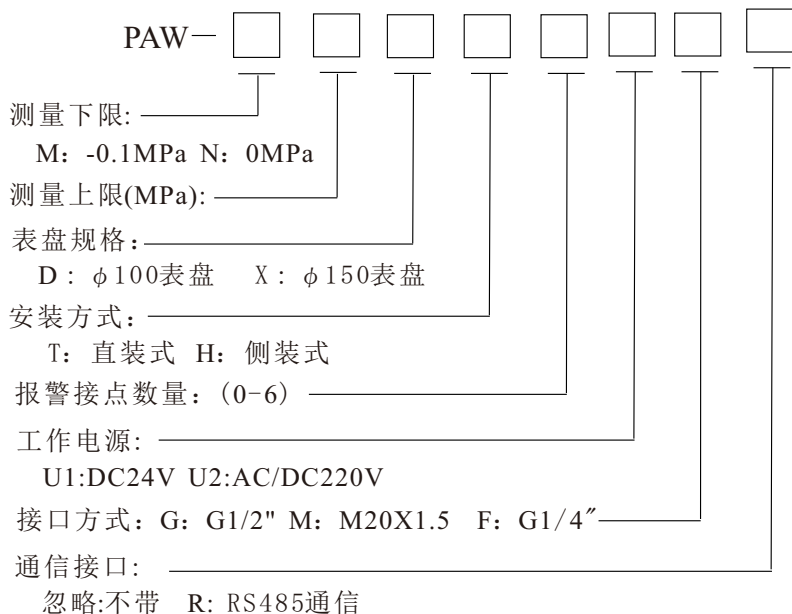 PAW—
测量下限:
M：-0.1MPa N：0MPa
测量上限(MPa):
表盘规格：
D：φ100表盘 X：φ150表盘
安装方式：
T：直装式 H：侧装式
报警接点数量：(0-6)
工作电源:
U1:DC24V U2:AC/DC220V
接口方式：G：G1/2" M：M20X1.5 F：G1/4″
通信接口:
忽略:不带 R: RS485通信